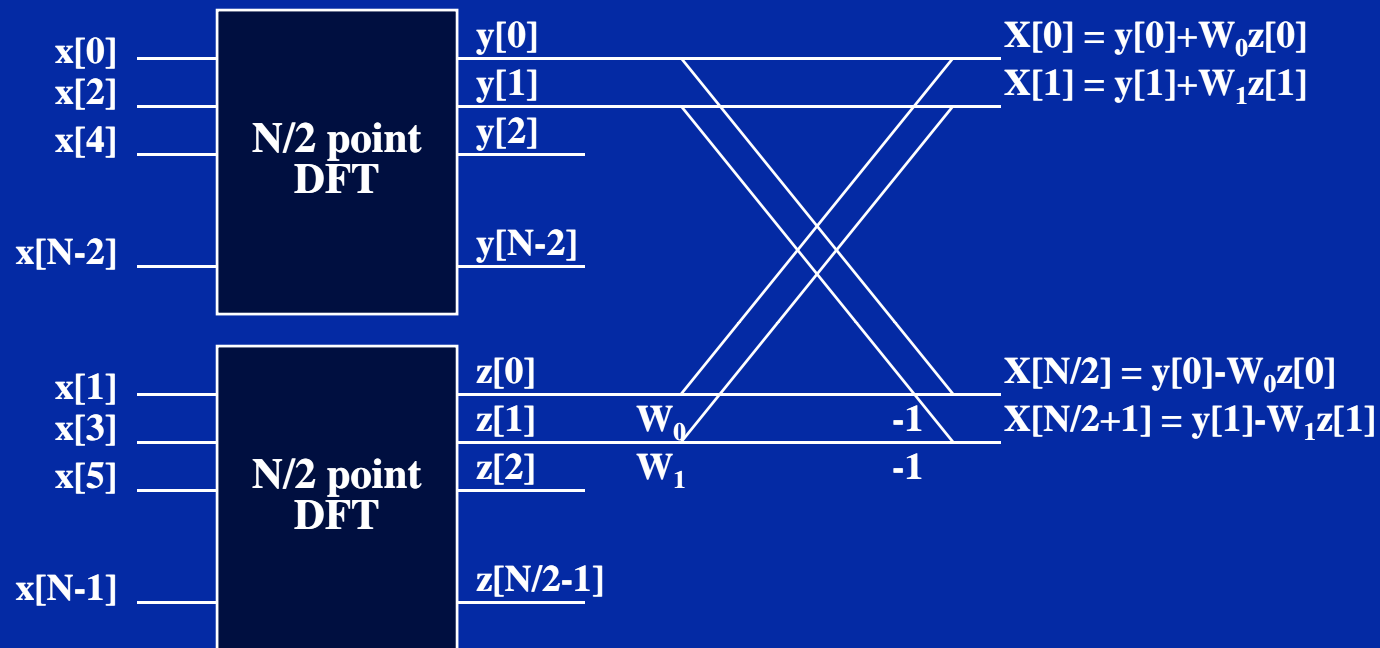 x[0]
x[2]
x[4]
x[N-2]
N/2 point
DFT
y[0]
y[1]
y[2]
y[N-2]
X[0] = y[0]+W₀z[0]
X[1] = y[1]+W₁z[1]
x[1]
x[3]
x[5]
x[N-1]
N/2 point
DFT
z[0]
z[1]
z[2]
z[N/2-1]
W₀
W₁
-1
-1
X[N/2] = y[0]-W₀z[0]
X[N/2+1] = y[1]-W₁z[1]